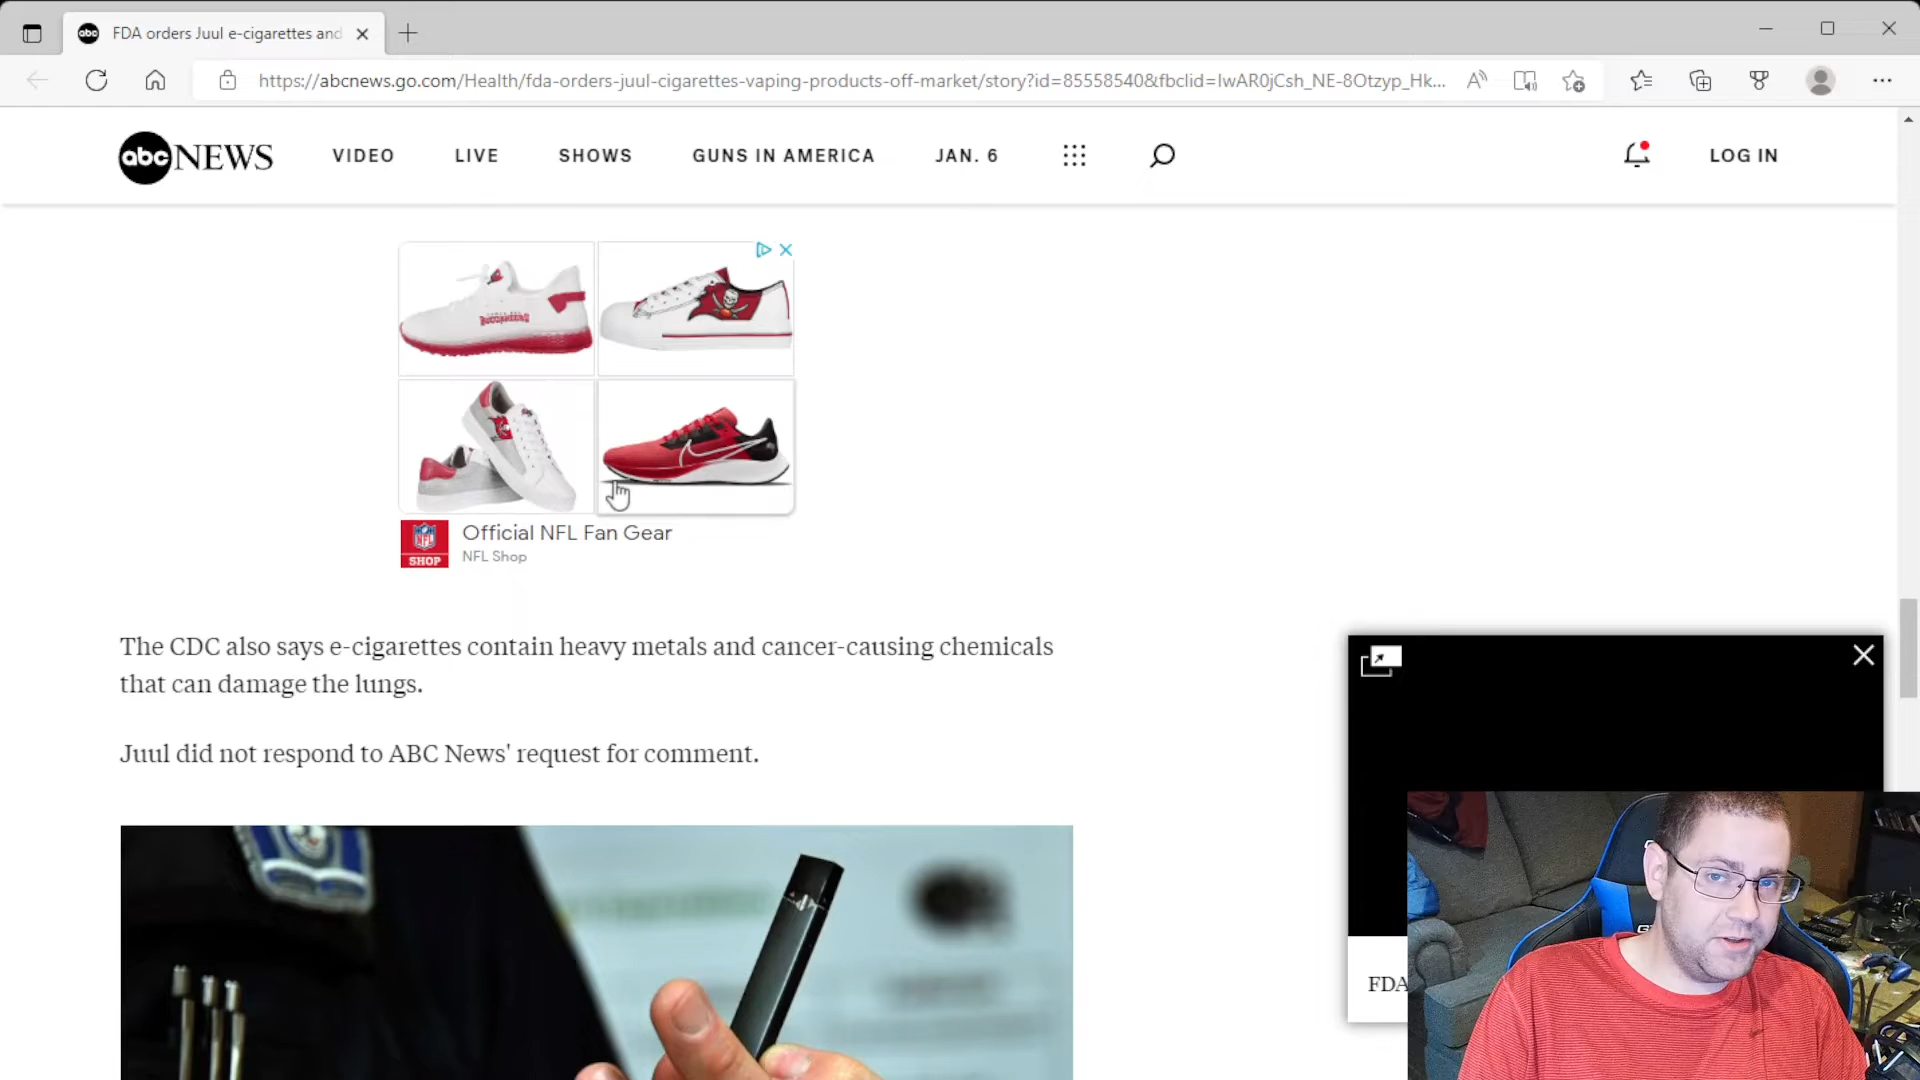 FDA orders Juul e-cigarettes and
https://abcnews.go.com/Health/fda-orders-juul-cigarettes-vaping-products-off-market/story?id=85558540&fbclid=IwAR0jCsh_NE-8Otzyp_Hk...
abc NEWS VIDEO LIVE SHOWS GUNS IN AMERICA JAN. 6 LOG IN
BUCCANEERS
Official NFL Fan Gear
NFL Shop
NFL
SHOP
The CDC also says e-cigarettes contain heavy metals and cancer-causing chemicals
that can damage the lungs.
Juul did not respond to ABC News' request for comment.
FDA